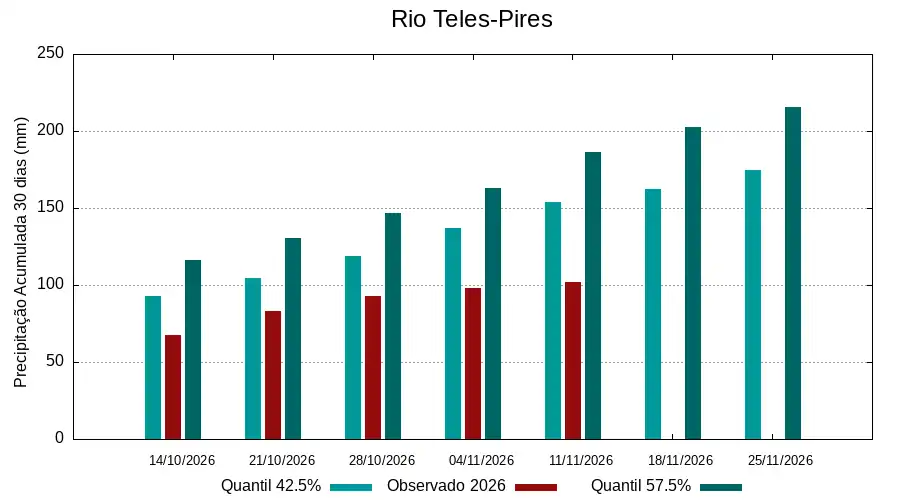 Rio Teles-Pires
Precipitação Acumulada 30 dias (mm)
250
200
150
100
50
0
14/10/2026 21/10/2026 28/10/2026 04/11/2026 11/11/2026 18/11/2026 25/11/2026
Quantil 42.5% Observado 2026 Quantil 57.5%